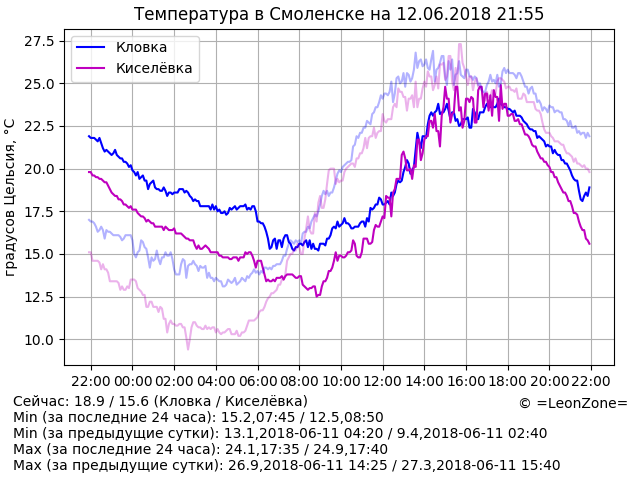 Температура в Смоленске на 12.06.2018 21:55
27.5
25.0
22.5
20.0
17.5
15.0
12.5
10.0
градусов Цельсия, °C
Кловка
Киселёвка
22:00 00:00 02:00 04:00 06:00 08:00 10:00 12:00 14:00 16:00 18:00 20:00 22:00
Сейчас: 18.9 / 15.6 (Кловка / Киселёвка)
© =LeonZone=
Min (за последние 24 часа): 15.2,07:45 / 12.5,08:50
Min (за предыдущие сутки): 13.1,2018-06-11 04:20 / 9.4,2018-06-11 02:40
Max (за последние 24 часа): 24.1,17:35 / 24.9,17:40
Max (за предыдущие сутки): 26.9,2018-06-11 14:25 / 27.3,2018-06-11 15:40